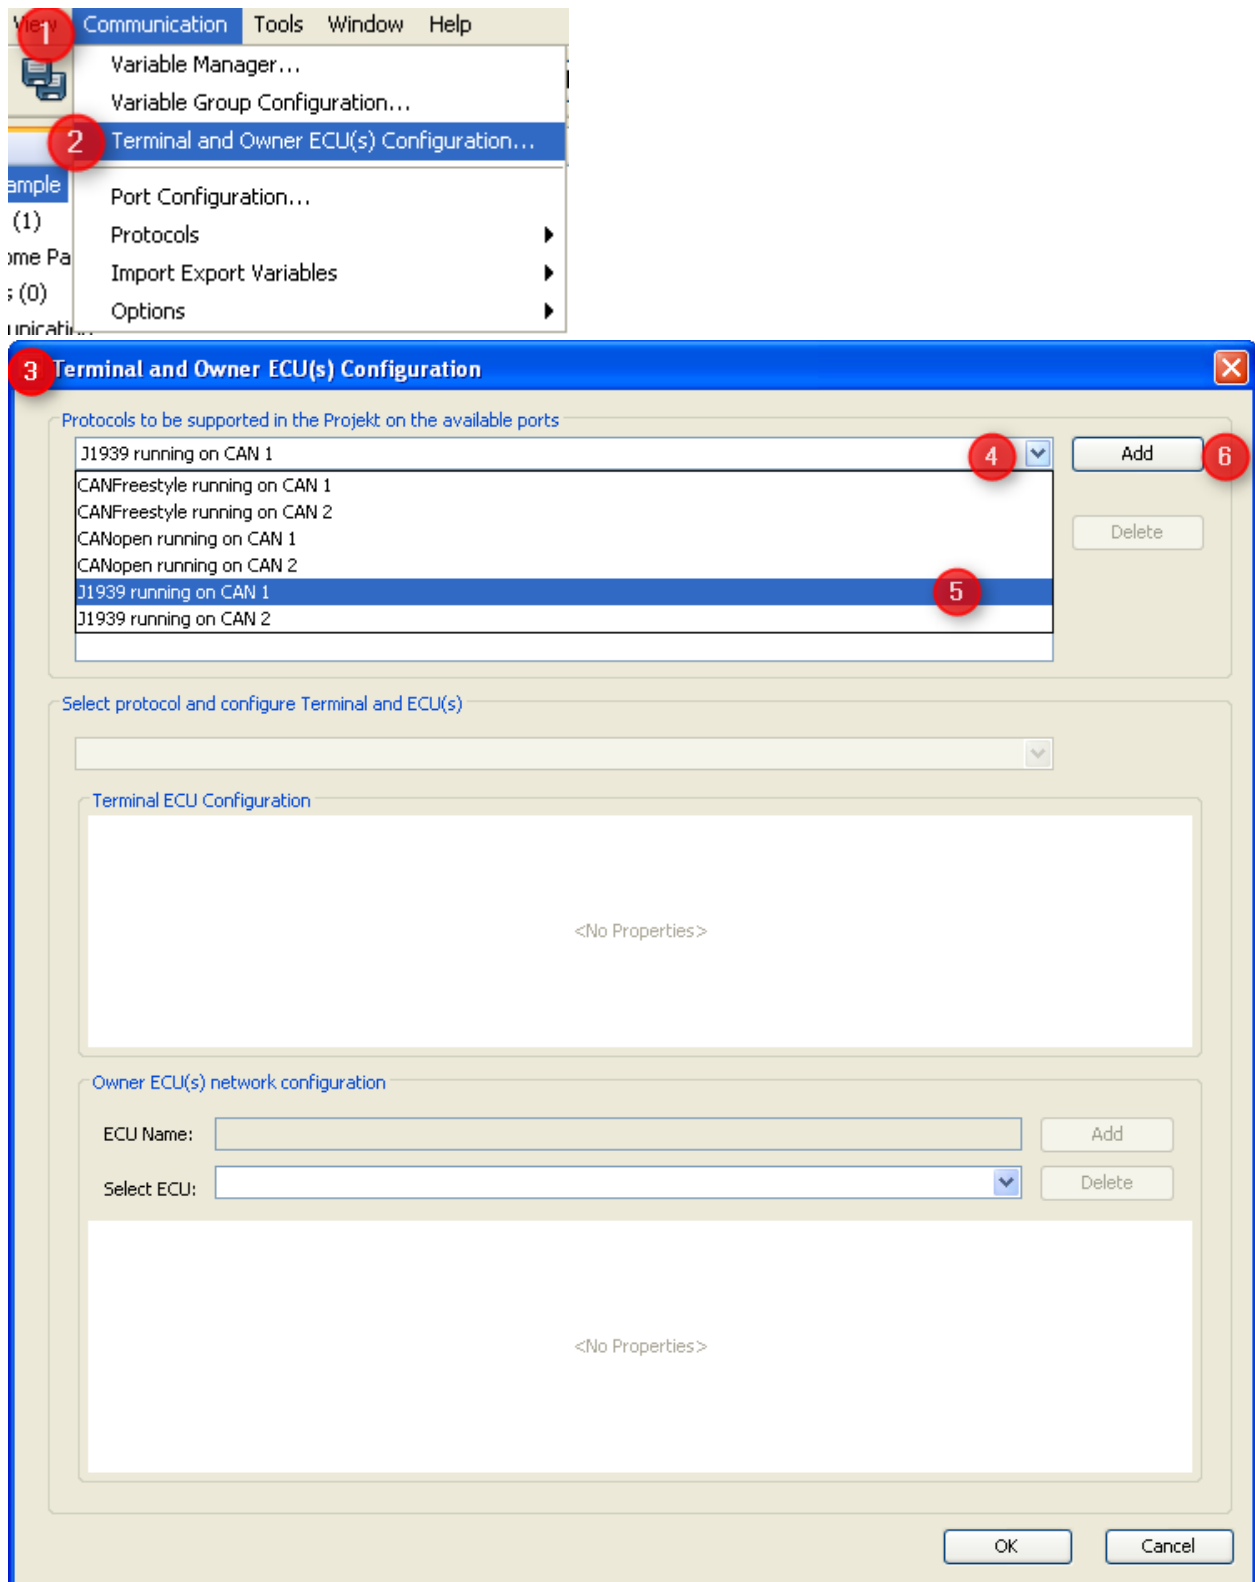 View Communication Tools Window Help
1
Variable Manager...
Variable Group Configuration...
2 Terminal and Owner ECU(s) Configuration...
ample
Port Configuration...
(1)
Protocols
ome Pa
Import Export Variables
s (0)
Options
unication
3 Terminal and Owner ECU(s) Configuration
Protocols to be supported in the Projekt on the available ports
J1939 running on CAN 1 4 Add 6
CANFreestyle running on CAN 1
CANFreestyle running on CAN 2
CANopen running on CAN 1
Delete
CANopen running on CAN 2
J1939 running on CAN 1 5
J1939 running on CAN 2
Select protocol and configure Terminal and ECU(s)
Terminal ECU Configuration
<No Properties>
Owner ECU(s) network configuration
ECU Name: Add
Select ECU: Delete
<No Properties>
OK Cancel